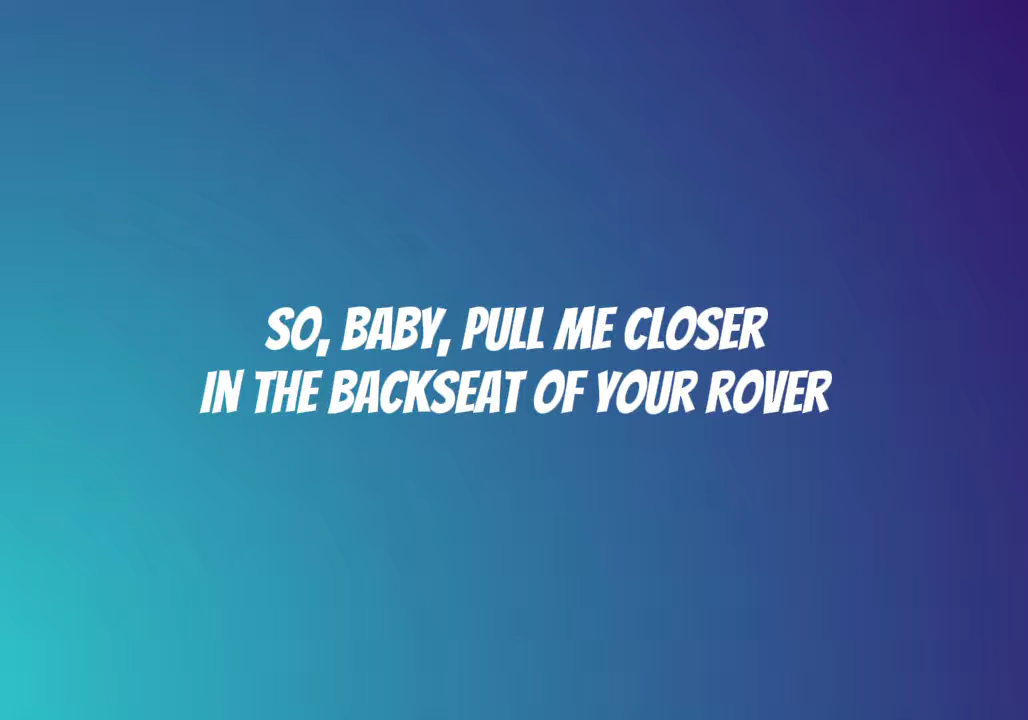 SO, BABY, PULL ME CLOSER
IN THE BACKSEAT OF YOUR ROVER